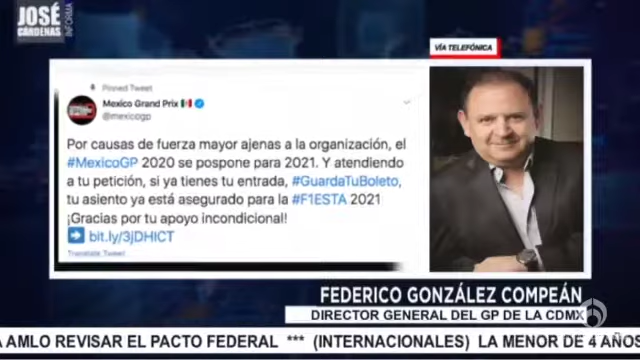 JOSÉ
CÁRDENAS
INFORMA
VÍA TELEFÓNICA
Pinned Tweet
Mexico Grand Prix
@mexicogp
Por causas de fuerza mayor ajenas a la organización, el
#MexicoGP 2020 se pospone para 2021. Y atendiendo
a tu petición, si ya tienes tu entrada, #GuardaTuBoleto,
tu asiento ya está asegurado para la #F1ESTA 2021
¡Gracias por tu apoyo incondicional!
bit.ly/3jDHICT
Translate Tweet
FEDERICO GONZÁLEZ COMPEÁN
DIRECTOR GENERAL DEL GP DE LA CDMX
A AMLO REVISAR EL PACTO FEDERAL *** (INTERNACIONALES) LA MENOR DE 4 AÑOS